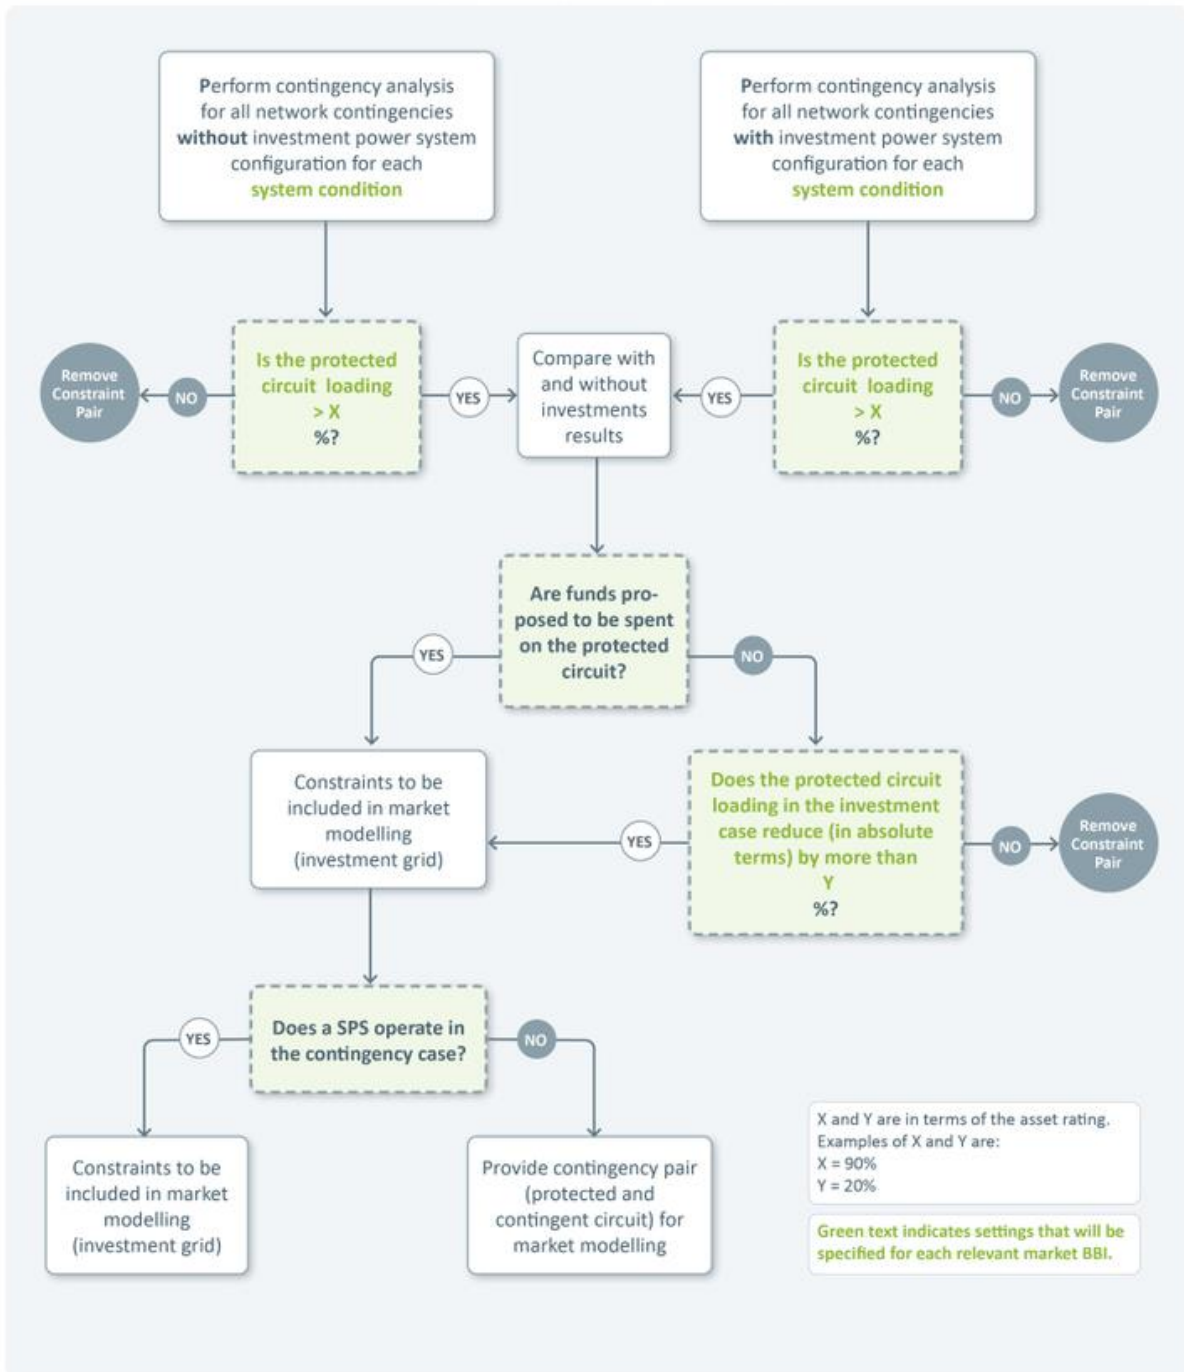 Perform contingency analysis
for all network contingencies
without investment power system
configuration for each
system condition
Perform contingency analysis
for all network contingencies
with investment power system
configuration for each
system condition
Remove
Constraint
Pair
NO
Is the protected
circuit loading
> X
%?
YES
Compare with
and without
investments
results
YES
Is the protected
circuit loading
> X
%?
NO
Remove
Constraint
Pair
Are funds pro-
posed to be spent
on the protected
circuit?
YES
NO
Constraints to be
included in market
modelling
(investment grid)
YES
Does the protected circuit
loading in the investment
case reduce (in absolute
terms) by more than
Y
%?
NO
Remove
Constraint
Pair
Does a SPS operate in
the contingency case?
YES
NO
Constraints to be
included in market
modelling
(investment grid)
Provide contingency pair
(protected and
contingent circuit) for
market modelling
X and Y are in terms of the asset rating.
Examples of X and Y are:
X = 90%
Y = 20%
Green text indicates settings that will be
specified for each relevant market BBI.